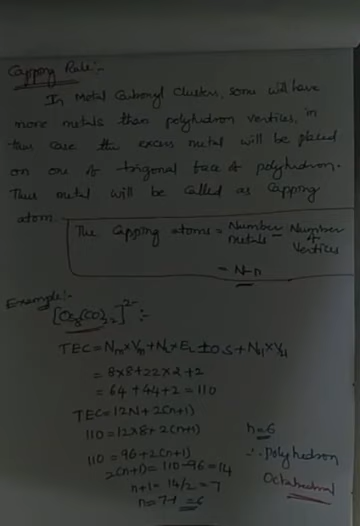 Capping Rule:-
In Metal Carbonyl Clusters, some will have
more metals than polyhedron vertices, in
this case the excess metal will be placed
on one of trigonal face of polyhedron.
Thus metal will be called as Capping
atom.
The Capping atoms = Number metals - Number of Vertices
= N-n
Example:-
[Os8(CO)22]2- :-
TEC = Nm×Vm+NL×EL±O.S+NH×VH
= 8×8+22×2+2
= 64+44+2=110
TEC=12N+2(n+1)
110=12×8+2(n+1)
110=96+2(n+1)
2(n+1)=110-96=14
n+1=14/2=7
n=7-1=6
n=6
∴ polyhedron
Octahedral